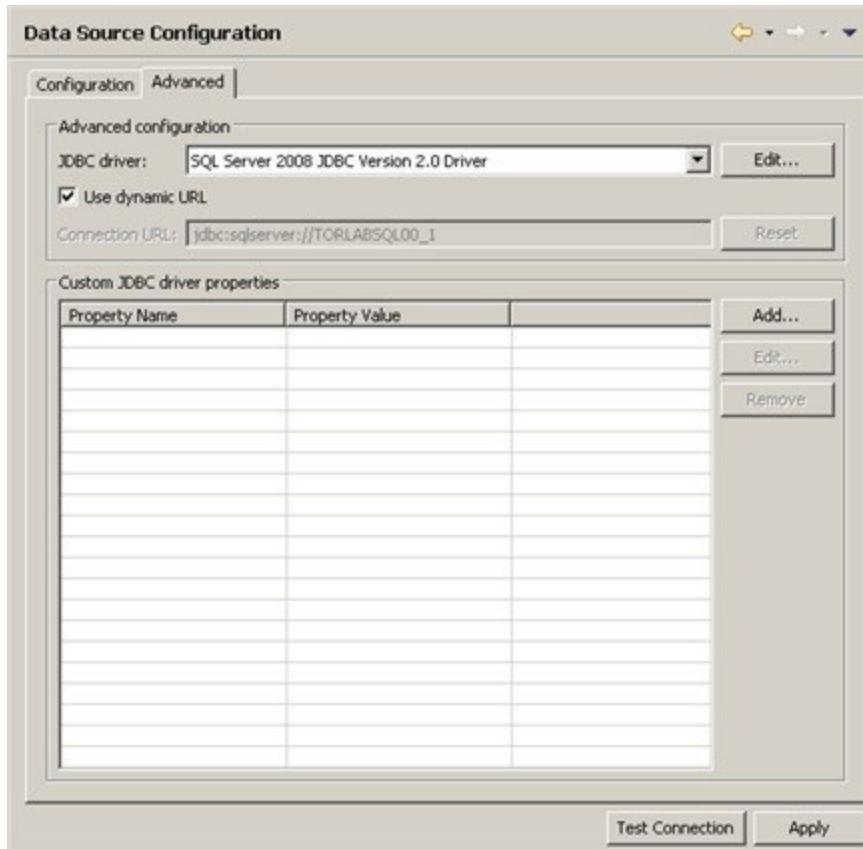 Data Source Configuration
Configuration Advanced
Advanced configuration
JDBC driver: SQL Server 2008 JDBC Version 2.0 Driver Edit...
Use dynamic URL
Connection URL: jdbc:sqlserver://TORLABSQL00_1 Reset
Custom JDBC driver properties
Property Name Property Value Add...
Edit...
Remove
Test Connection Apply